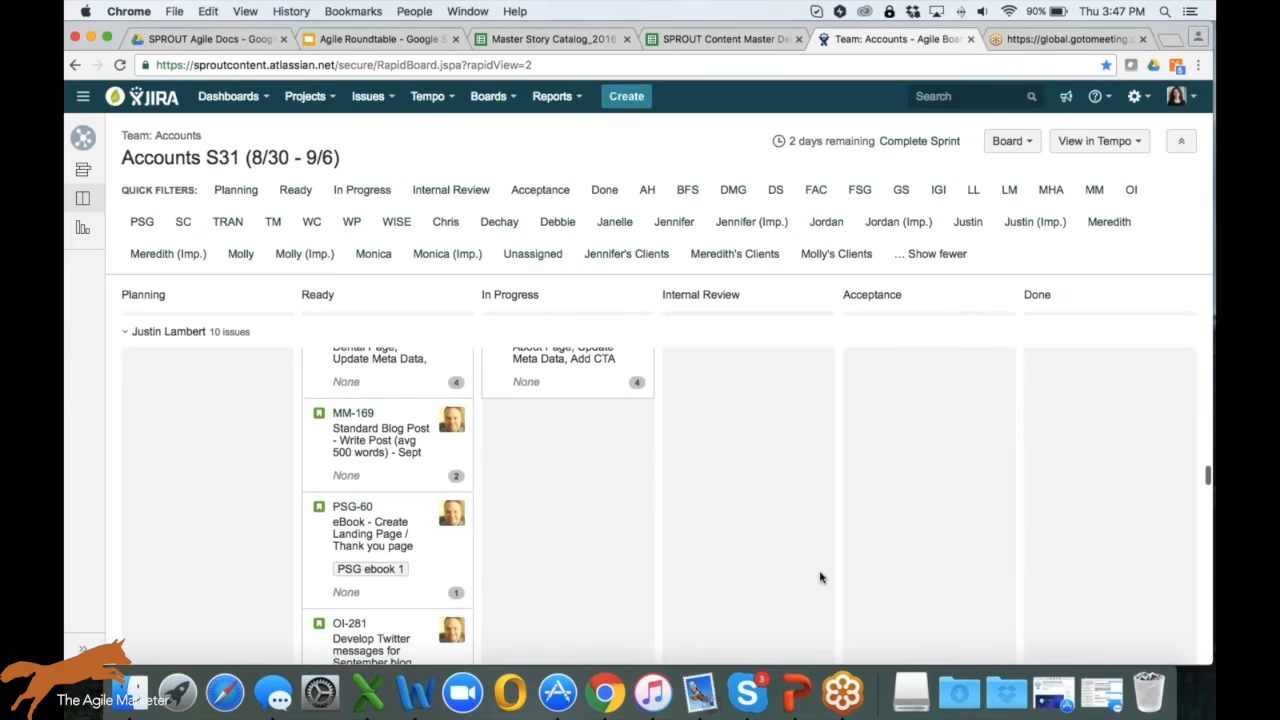 Chrome File Edit View History Bookmarks People Window Help 90% Thu 3:47 PM
SPROUT Agile Docs - Goog × Agile Roundtable - Google S × Master Story Catalog_2016 × SPROUT Content Master De × Team: Accounts - Agile Boar × https://global.gotomeeting.c ×
https://sproutcontent.atlassian.net/secure/RapidBoard.jspa?rapidView=2
JIRA Dashboards Projects Issues Tempo Boards Reports Create Search
Team: Accounts
Accounts S31 (8/30 - 9/6)
2 days remaining Complete Sprint Board View in Tempo
QUICK FILTERS: Planning Ready In Progress Internal Review Acceptance Done AH BFS DMG DS FAC FSG GS IGI LL LM MHA MM OI
PSG SC TRAN TM WC WP WISE Chris Dechay Debbie Janelle Jennifer Jennifer (Imp.) Jordan Jordan (Imp.) Justin Justin (Imp.) Meredith
Meredith (Imp.) Molly Molly (Imp.) Monica Monica (Imp.) Unassigned Jennifer's Clients Meredith's Clients Molly's Clients ... Show fewer
Planning Ready In Progress Internal Review Acceptance Done
Justin Lambert 10 issues
Dental Page,
Update Meta Data,
None 4
About Page, Update
Meta Data, Add CTA
None 4
MM-169
Standard Blog Post
- Write Post (avg
500 words) - Sept
None 2
PSG-60
eBook - Create
Landing Page /
Thank you page
PSG ebook 1
None 1
OI-281
Develop Twitter
messages for
September blog
3
The Agile Marketer